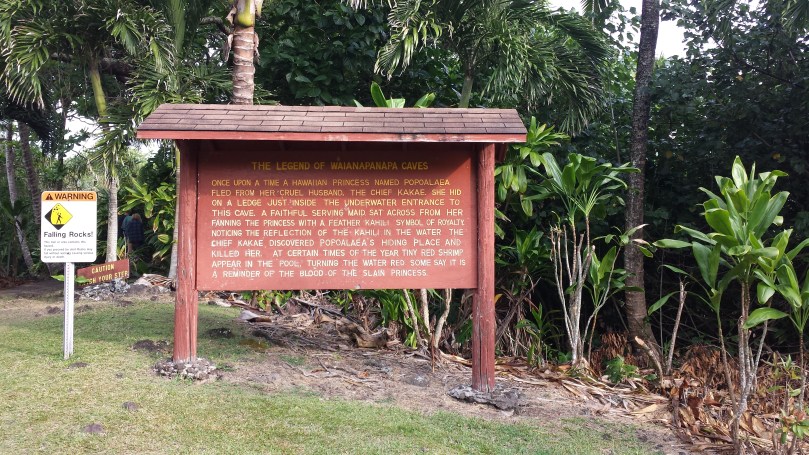 THE LEGEND OF WAIANAPANAPA CAVES
ONCE UPON A TIME A HAWAIIAN PRINCESS NAMED POPOALAEA
FLED FROM HER CRUEL HUSBAND, THE CHIEF KAKAE. SHE HID
ON A LEDGE JUST INSIDE THE UNDERWATER ENTRANCE TO
THIS CAVE. A FAITHFUL SERVING MAID SAT ACROSS FROM HER
FANNING THE PRINCESS WITH A FEATHER KAHILI SYMBOL OF ROYALTY.
NOTICING THE REFLECTION OF THE KAHILI IN THE WATER THE
CHIEF KAKAE DISCOVERED POPOALAEA'S HIDING PLACE AND
KILLED HER. AT CERTAIN TIMES OF THE YEAR TINY RED SHRIMP
APPEAR IN THE POOL, TURNING THE WATER RED. SOME SAY IT IS
A REMINDER OF THE BLOOD OF THE SLAIN PRINCESS.
WARNING
Falling Rocks!
CAUTION
YOUR STEP